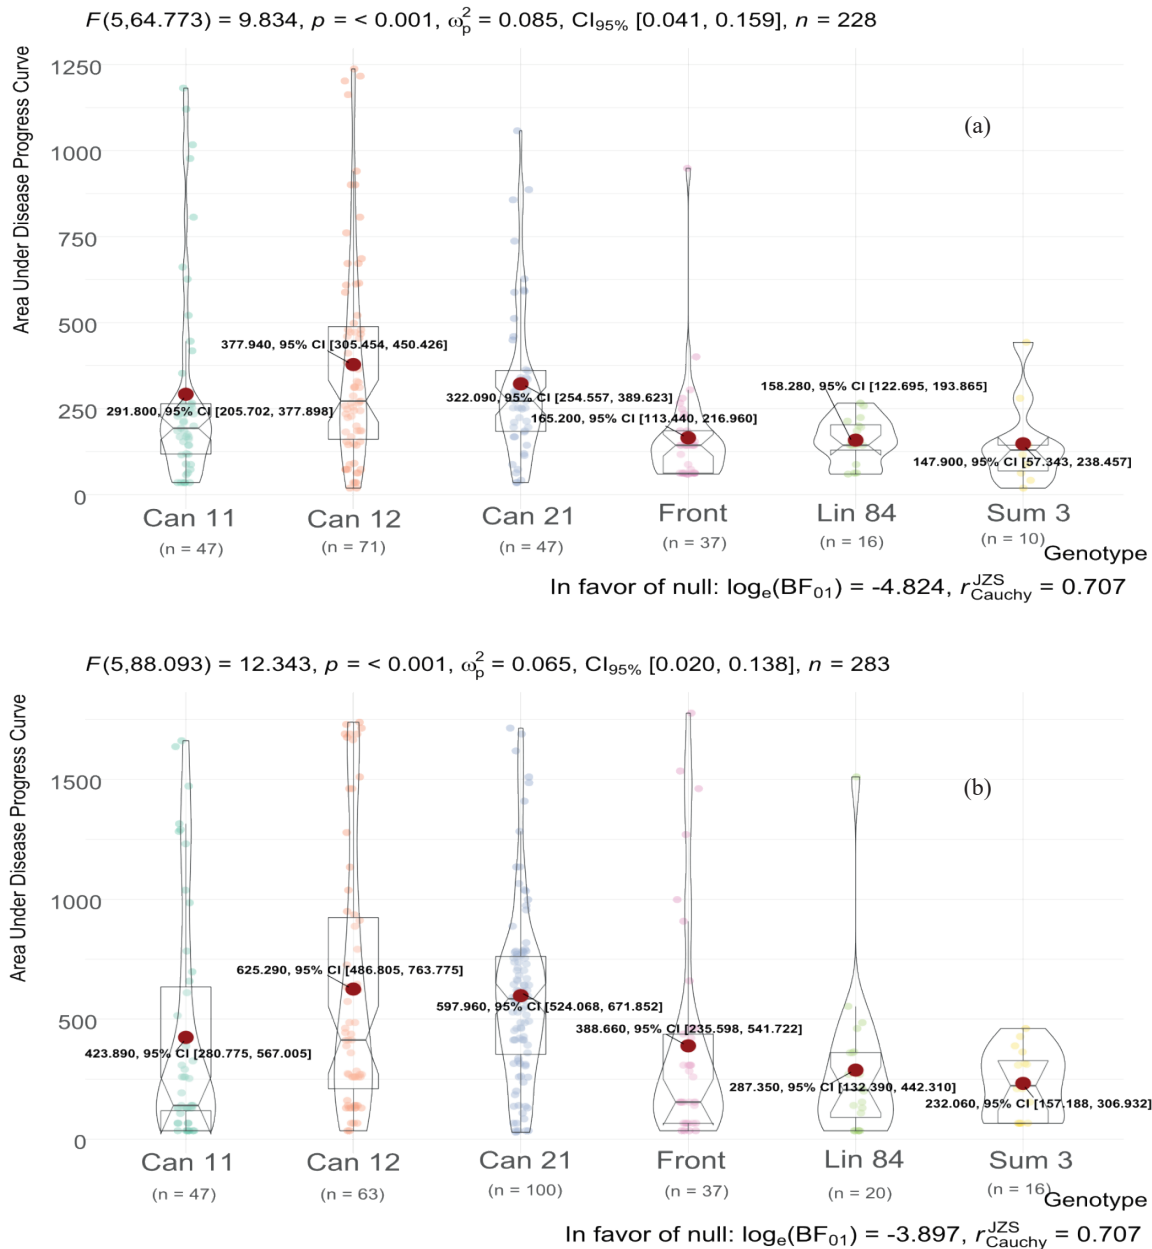 F(5,64.773) = 9.834, p = < 0.001, ω²ₚ = 0.085, CI₉₅% [0.041, 0.159], n = 228
Area Under Disease Progress Curve
1250
1000
750
500
250
0
(a)
377.940, 95% CI [305.454, 450.426]
158.280, 95% CI [122.695, 193.865]
322.090, 95% CI [254.557, 389.623]
291.800, 95% CI [205.702, 377.898]
165.200, 95% CI [113.440, 216.960]
147.900, 95% CI [57.343, 238.457]
Can 11 Can 12 Can 21 Front Lin 84 Sum 3
(n = 47) (n = 71) (n = 47) (n = 37) (n = 16) (n = 10)
Genotype
In favor of null: logₑ(BF₀₁) = -4.824, r JZS Cauchy = 0.707
F(5,88.093) = 12.343, p = < 0.001, ω²ₚ = 0.065, CI₉₅% [0.020, 0.138], n = 283
Area Under Disease Progress Curve
1500
1000
500
0
(b)
625.290, 95% CI [486.805, 763.775]
597.960, 95% CI [524.068, 671.852]
388.660, 95% CI [235.598, 541.722]
423.890, 95% CI [280.775, 567.005]
287.350, 95% CI [132.390, 442.310]
232.060, 95% CI [157.188, 306.932]
Can 11 Can 12 Can 21 Front Lin 84 Sum 3
(n = 47) (n = 63) (n = 100) (n = 37) (n = 20) (n = 16)
Genotype
In favor of null: logₑ(BF₀₁) = -3.897, r JZS Cauchy = 0.707